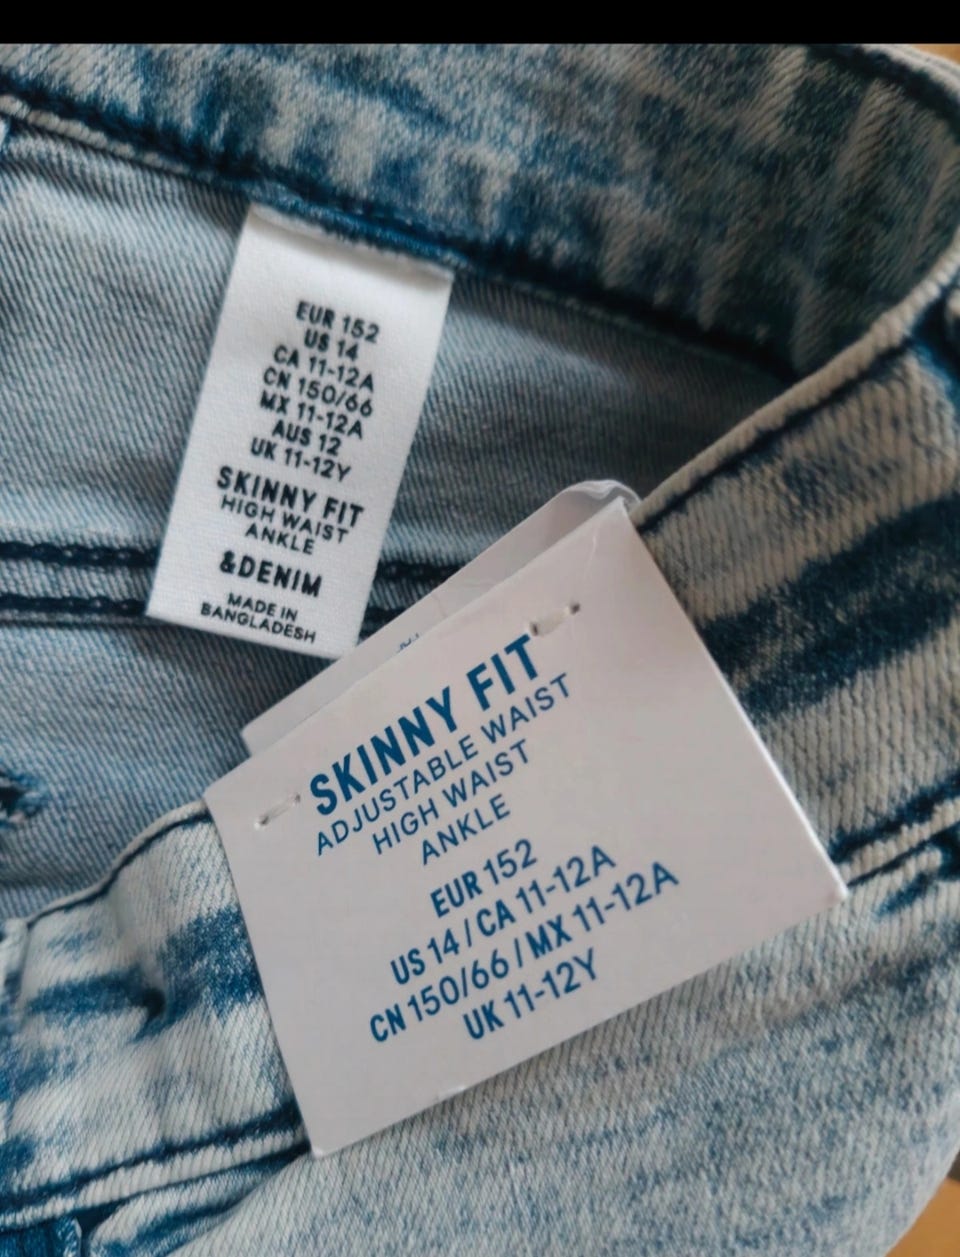 EUR 152
US 14
CA 11-12A
CN 150/66
MX 11-12A
AUS 12
UK 11-12Y
SKINNY FIT
HIGH WAIST
ANKLE
&DENIM
MADE IN
BANGLADESH
SKINNY FIT
ADJUSTABLE WAIST
HIGH WAIST
ANKLE
EUR 152
US 14 / CA 11-12A
CN 150/66 / MX 11-12A
UK 11-12Y